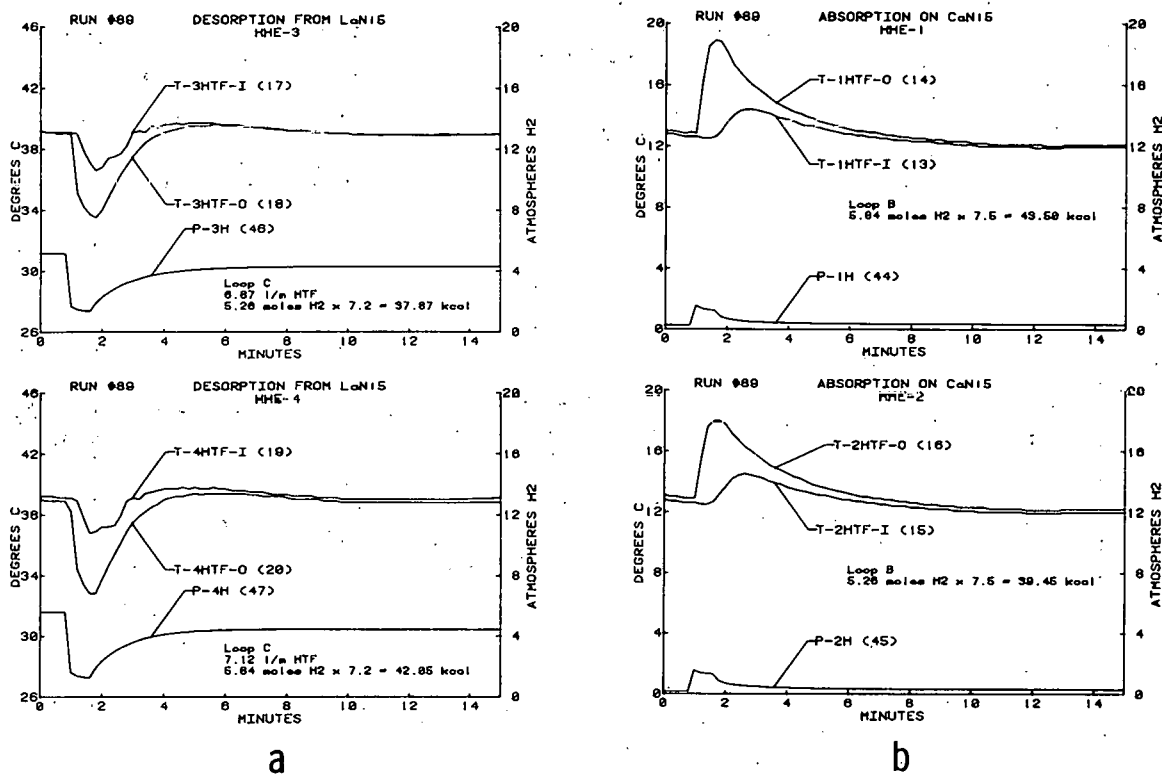 RUN #89 DESORPTION FROM LaNi5
MHE-3
46
42
38
34
30
26
DEGREES C
20
16
12
8
4
0
ATMOSPHERES H2
T-3HTF-I (17)
T-3HTF-O (18)
P-3H (46)
Loop C
6.87 l/m HTF
5.26 moles H2 x 7.2 = 37.87 kcal
0 2 4 6 8 10 12 14
MINUTES
RUN #89 DESORPTION FROM LaNi5
MHE-4
46
42
38
34
30
26
DEGREES C
20
16
12
8
4
0
ATMOSPHERES H2
T-4HTF-I (19)
T-4HTF-O (20)
P-4H (47)
Loop C
7.12 l/m HTF
5.84 moles H2 x 7.2 = 42.05 kcal
0 2 4 6 8 10 12 14
MINUTES
a
RUN #89 ABSORPTION ON CaNi5
MHE-1
20
16
12
8
4
0
DEGREES C
20
16
12
8
4
0
ATMOSPHERES H2
T-1HTF-O (14)
T-1HTF-I (13)
Loop B
5.84 moles H2 x 7.5 = 43.80 kcal
P-1H (44)
0 2 4 6 8 10 12 14
MINUTES
RUN #89 ABSORPTION ON CaNi5
MHE-2
20
16
12
8
4
0
DEGREES C
20
16
12
8
4
0
ATMOSPHERES H2
T-2HTF-O (16)
T-2HTF-I (15)
Loop B
5.26 moles H2 x 7.5 = 39.45 kcal
P-2H (45)
0 2 4 6 8 10 12 14
MINUTES
b